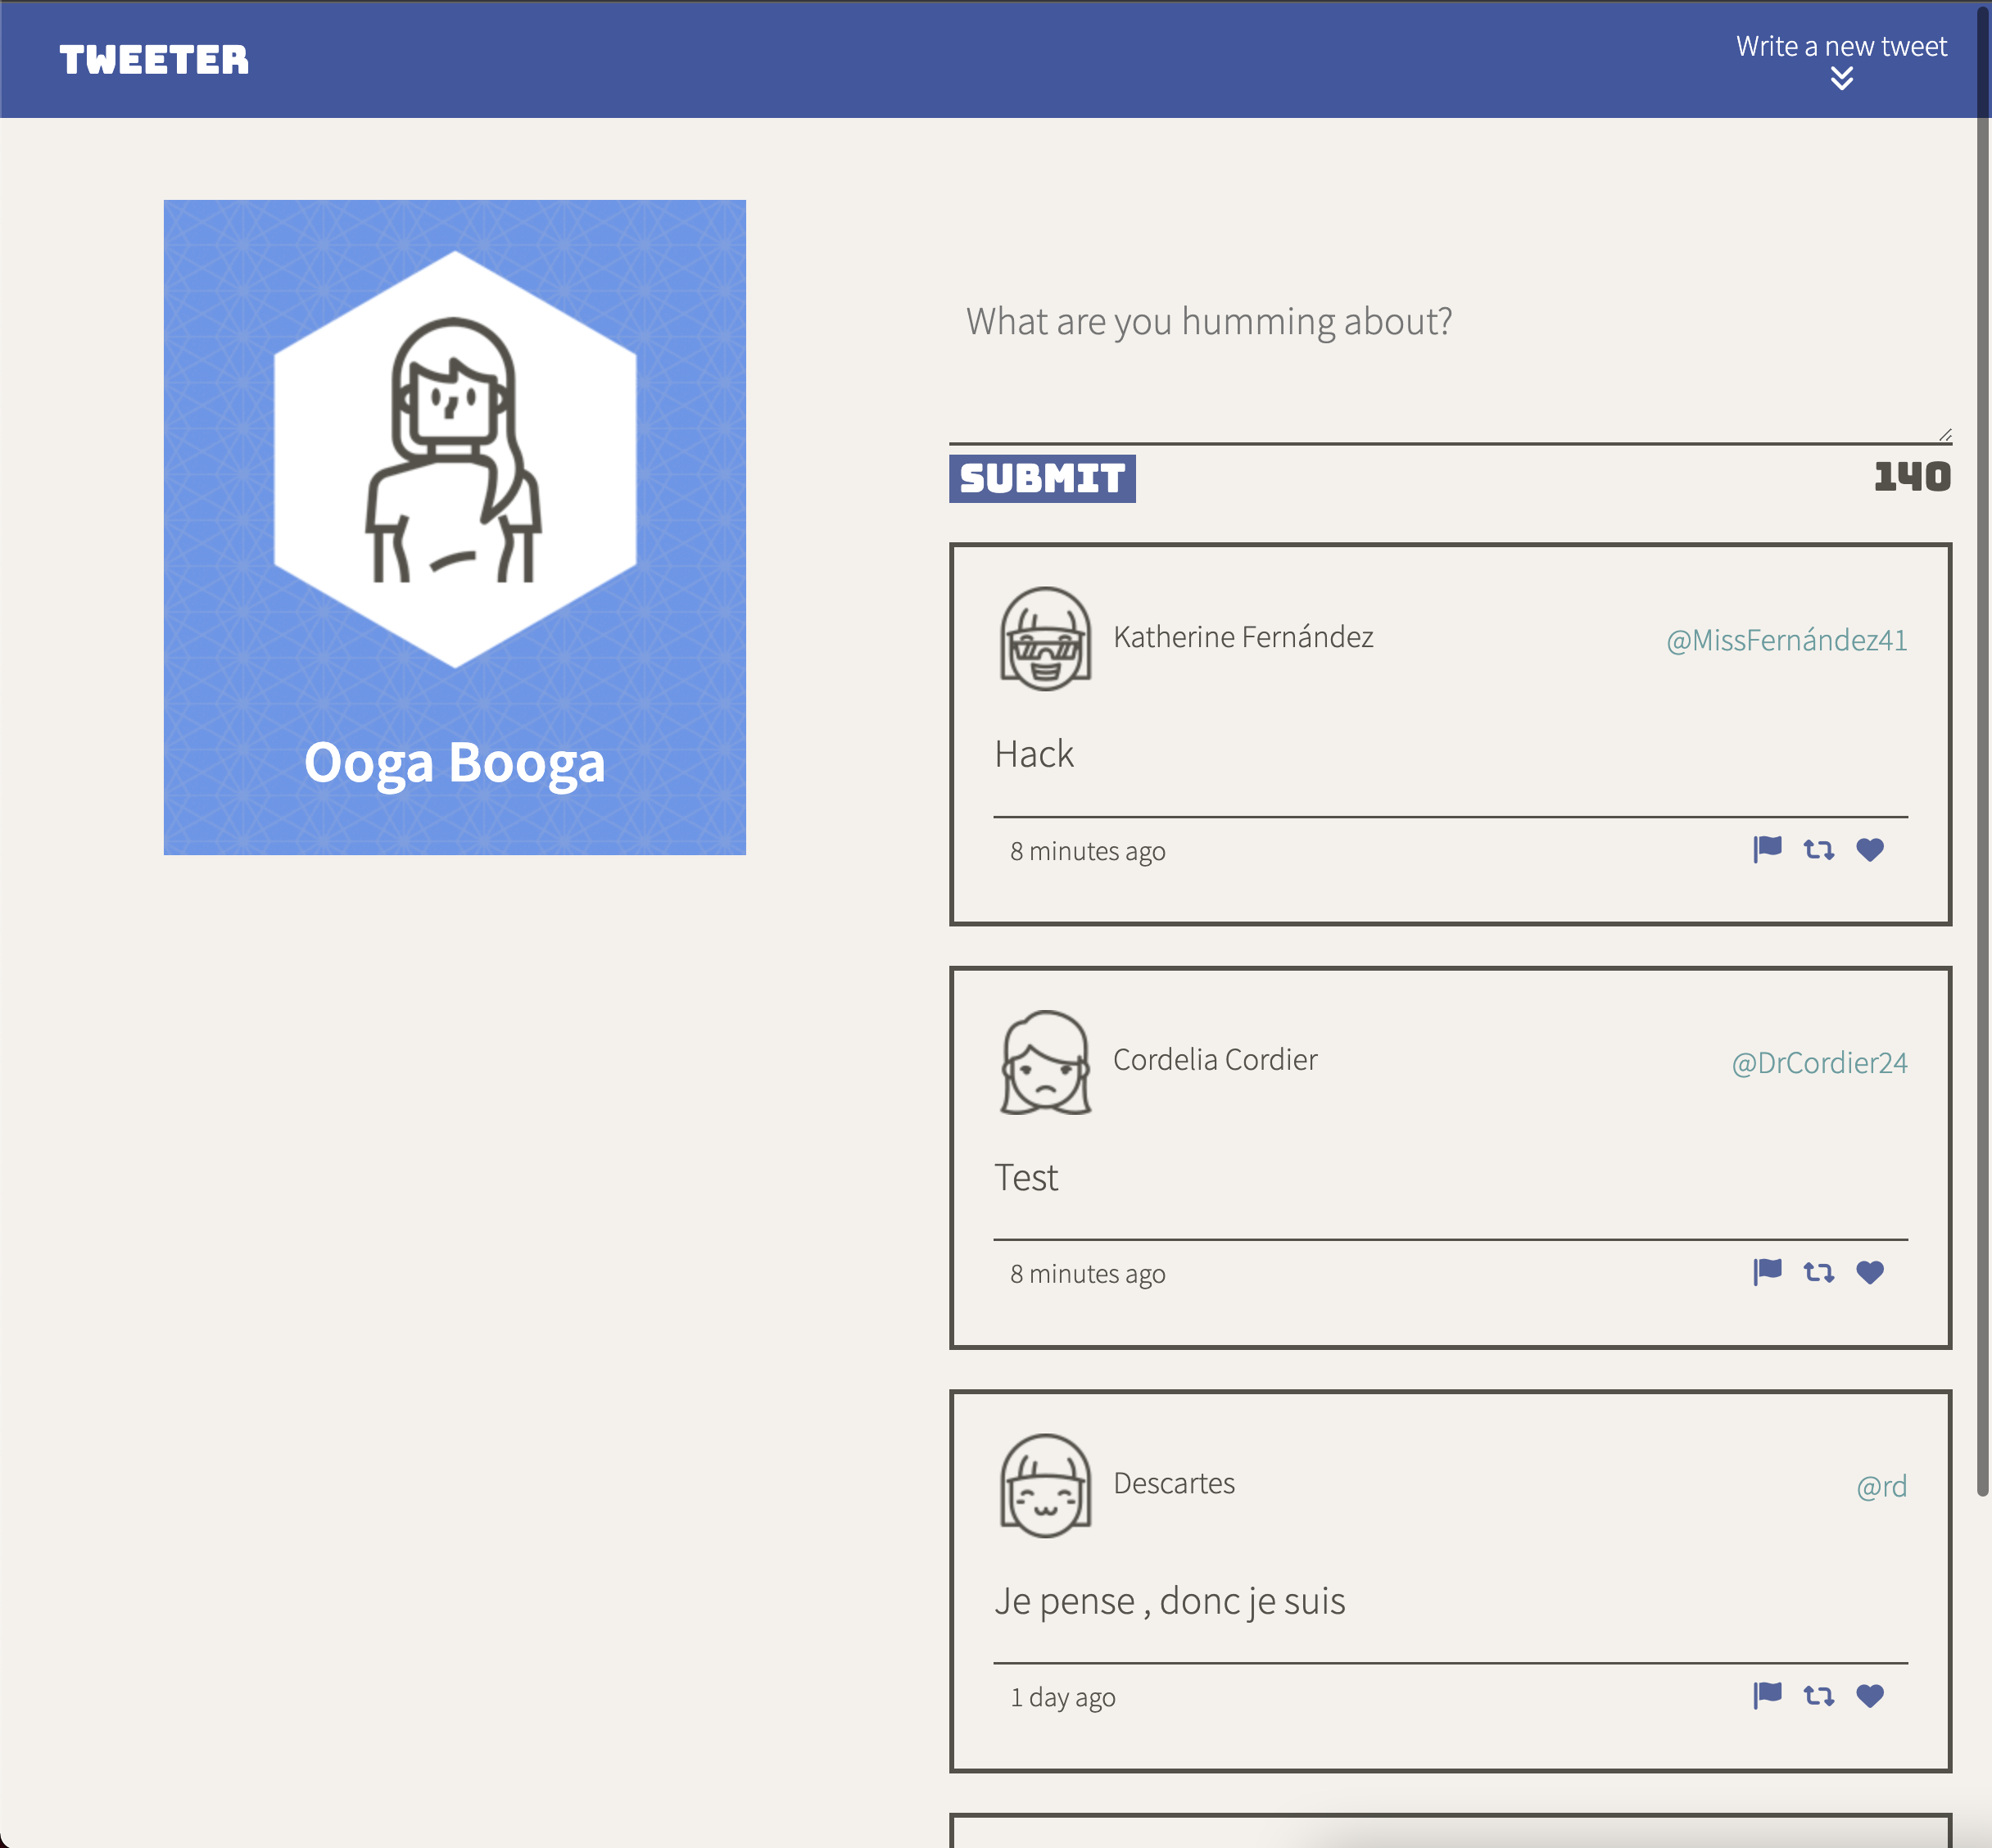 TWEETER
Write a new tweet
Ooga Booga
What are you humming about?
SUBMIT
140
Katherine Fernández
@MissFernández41
Hack
8 minutes ago
Cordelia Cordier
@DrCordier24
Test
8 minutes ago
Descartes
@rd
Je pense , donc je suis
1 day ago